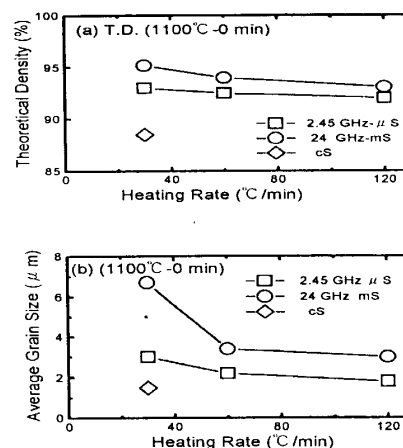 (a) T.D. (1100℃-0 min)
Theoretical Density (%)
100
95
90
85
2.45 GHz-μS
24 GHz-mS
cS
0
40
80
120
Heating Rate (℃/min)
(b) (1100℃-0 min)
Average Grain Size (μm)
8
6
4
2
0
2.45 GHz μS
24 GHz mS
cS
0
40
80
120
Heating Rate (℃/min)